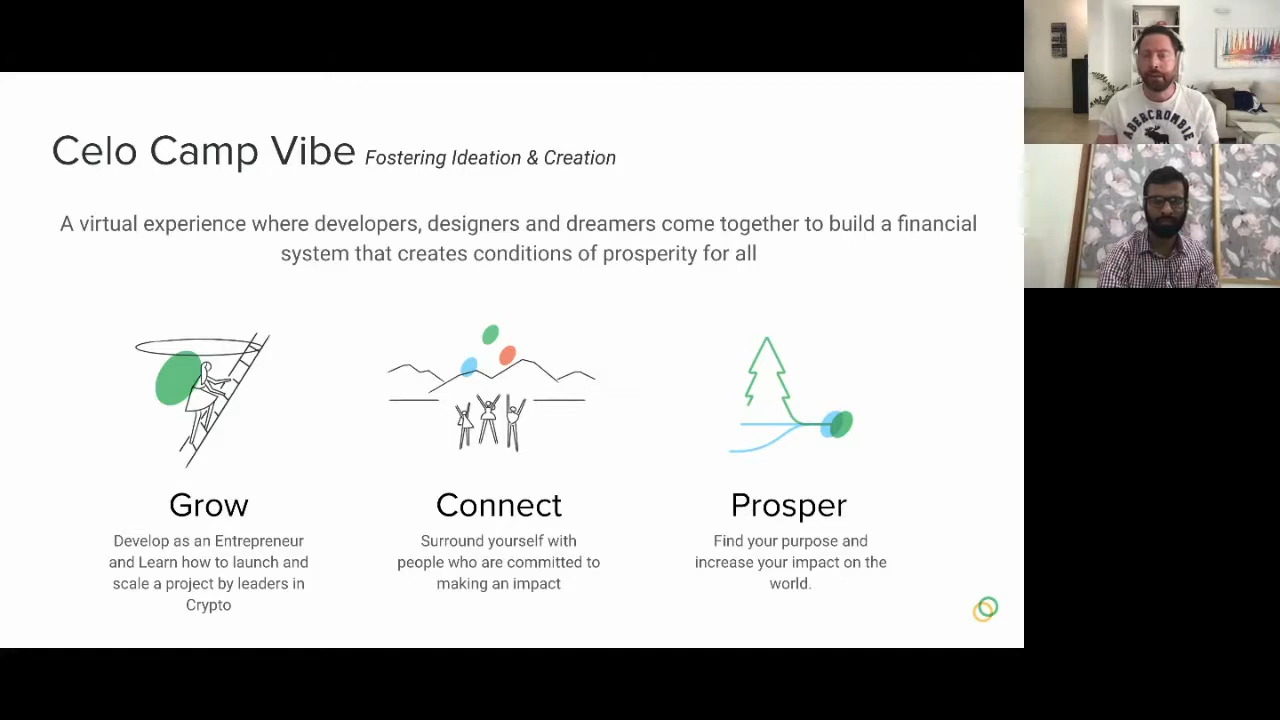 Celo Camp Vibe Fostering Ideation & Creation
A virtual experience where developers, designers and dreamers come together to build a financial
system that creates conditions of prosperity for all
Grow
Develop as an Entrepreneur
and Learn how to launch and
scale a project by leaders in
Crypto
Connect
Surround yourself with
people who are committed to
making an impact
Prosper
Find your purpose and
increase your impact on the
world.
ABERCROMBIE